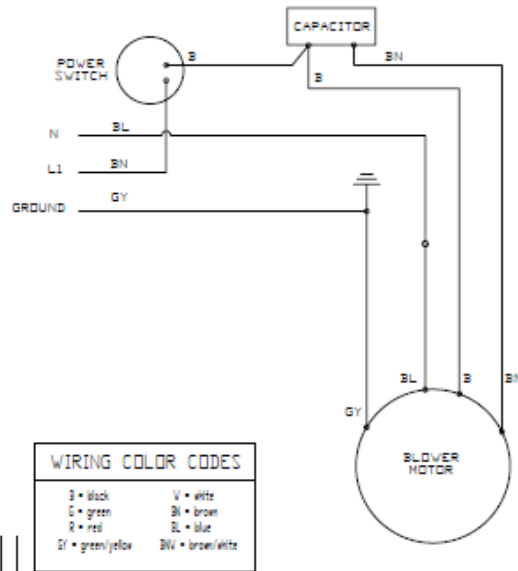 CAPACITOR
POWER
SWITCH
B
BN
B
N
BL
L1
BN
GROUND
GY
BL
B
BN
GY
BLOWER
MOTOR
WIRING COLOR CODES
B = black
V = white
G = green
BN = brown
R = red
BL = blue
GY = green/yellow
BNV = brown/white